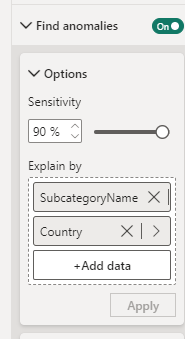 Find anomalies On
Options
Sensitivity
90 %
Explain by
SubcategoryName
Country
+Add data
Apply